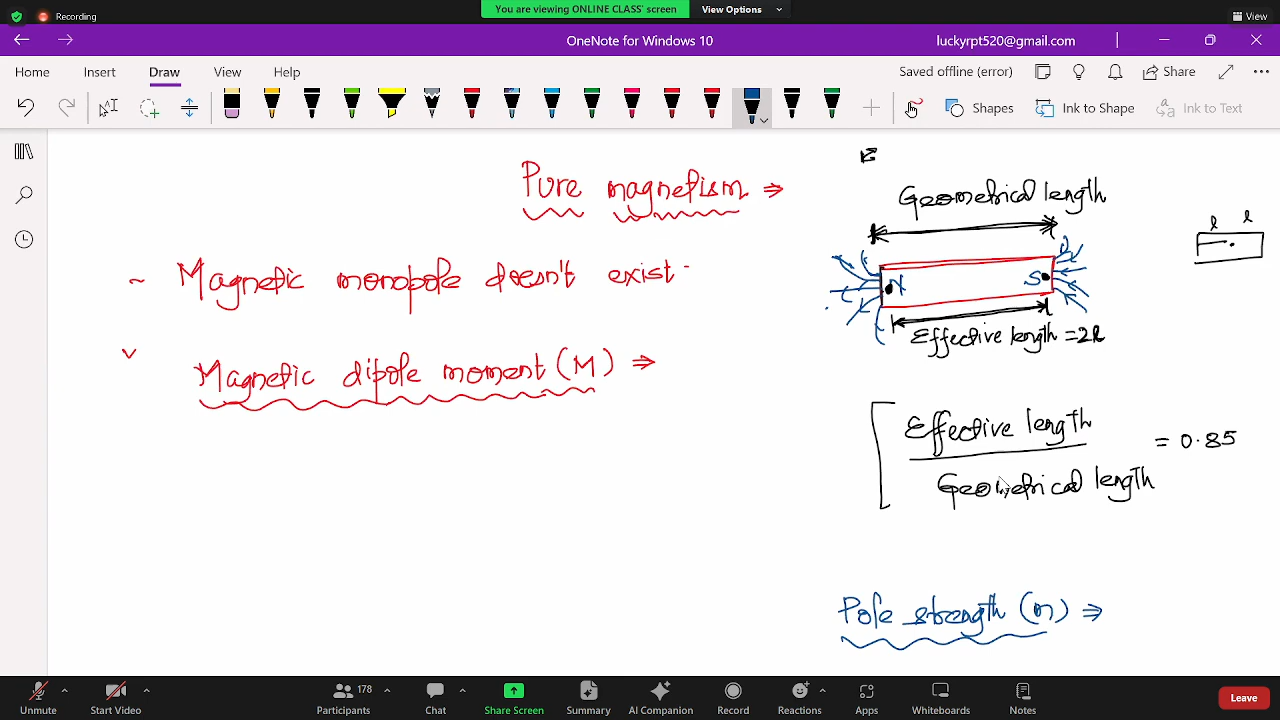 Recording
You are viewing ONLINE CLASS' screen
View Options
View
OneNote for Windows 10
luckyrpt520@gmail.com
Home Insert Draw View Help
Saved offline (error)
Share
Shapes
Ink to Shape
Ink to Text
Pure magnetism ⇒
Geometrical length
l l
~ Magnetic monopole doesn't exist -
N S
Effective length = 2l
Magnetic dipole moment (M) ⇒
Effective length
= 0.85
Geometrical length
Pole strength (m) ⇒
Unmute
Start Video
178
Participants
Chat
Share Screen
Summary
AI Companion
Record
Reactions
Apps
Whiteboards
Notes
Leave